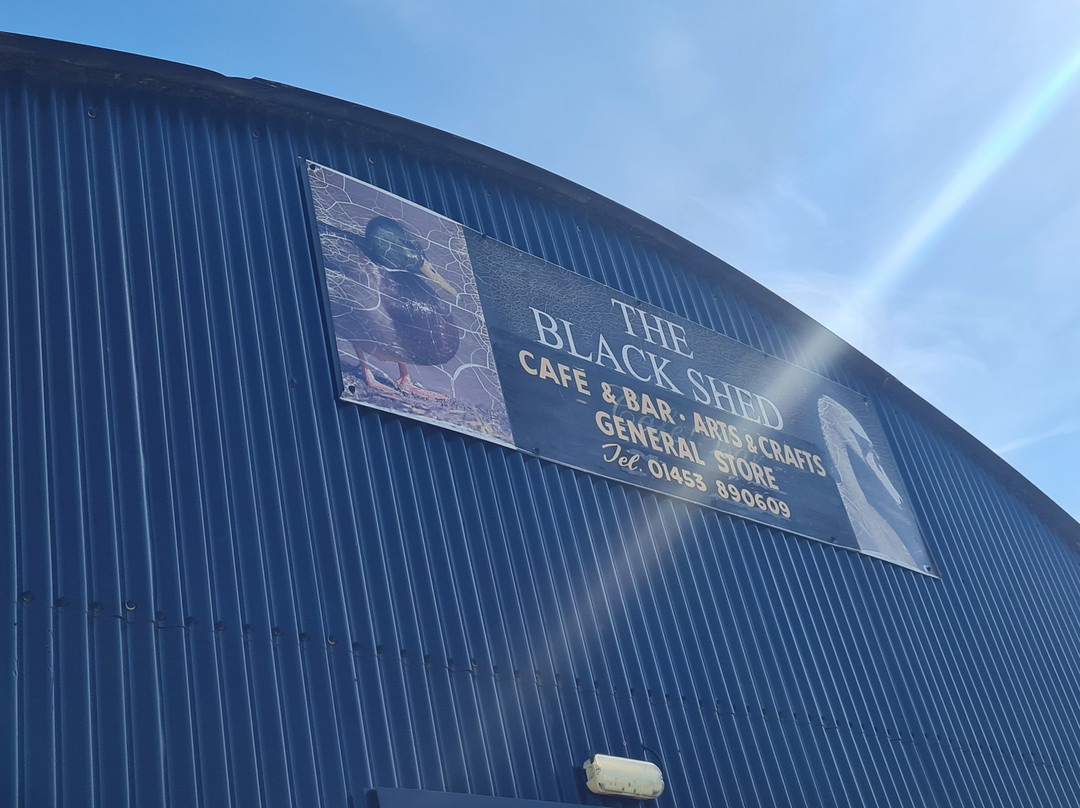 THE
BLACK SHED
CAFÉ & BAR · ARTS & CRAFTS
GENERAL STORE
Tel. 01453 890609